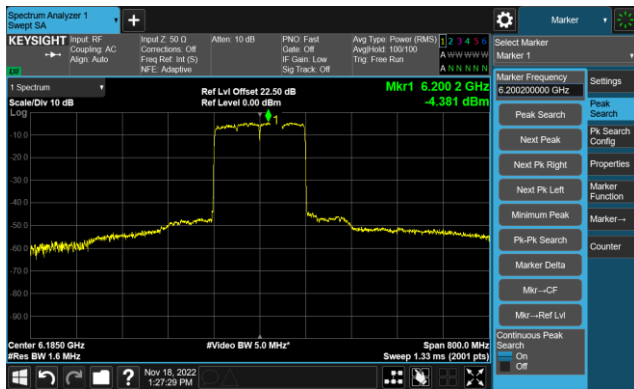 Spectrum Analyzer 1
Swept SA
Marker
KEYSIGHT
Input: RF
Coupling: AC
Align: Auto
Input Z: 50 Ω
Corrections: Off
Freq Ref: Int (S)
NFE: Adaptive
Atten: 10 dB
PNO: Fast
Gate: Off
IF Gain: Low
Sig Track: Off
Avg Type: Power (RMS)
Avg|Hold: 100/100
Trig: Free Run
1 2 3 4 5 6
A W W W W W
A N N N N N
LXI
Select Marker
Marker 1
1 Spectrum
Scale/Div 10 dB
Log
Ref Lvl Offset 22.50 dB
Ref Level 0.00 dBm
Mkr1 6.200 2 GHz
-4.381 dBm
1
-10.0
-20.0
-30.0
-40.0
-50.0
-60.0
-70.0
-80.0
-90.0
Center 6.1850 GHz
#Res BW 1.6 MHz
#Video BW 5.0 MHz*
Span 800.0 MHz
Sweep 1.33 ms (2001 pts)
Marker Frequency
6.200200000 GHz
Peak Search
Next Peak
Next Pk Right
Next Pk Left
Minimum Peak
Pk-Pk Search
Marker Delta
Mkr→CF
Mkr→Ref Lvl
Continuous Peak
Search
On
Off
Settings
Peak
Search
Pk Search
Config
Properties
Marker
Function
Marker→
Counter
Nov 18, 2022
1:27:29 PM